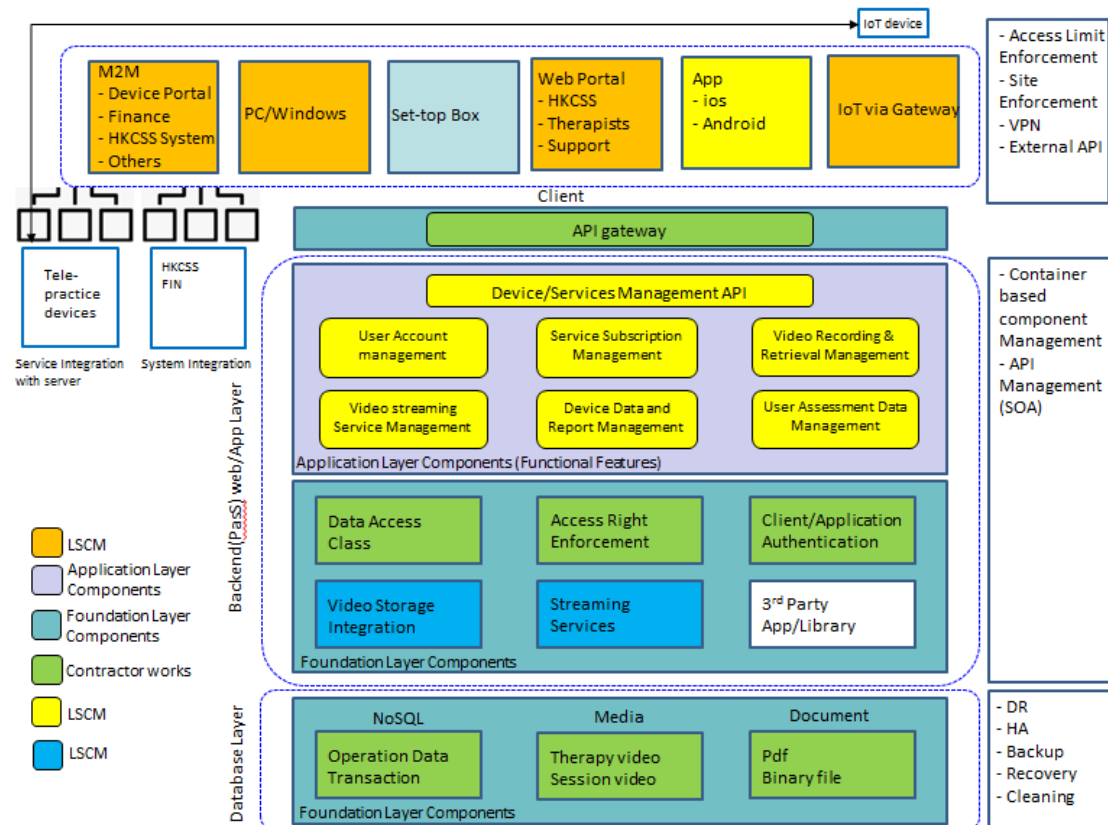 IoT device
M2M
- Device Portal
- Finance
- HKCSS System
- Others
PC/Windows
Set-top Box
Web Portal
- HKCSS
- Therapists
- Support
App
- ios
- Android
IoT via Gateway
- Access Limit
Enforcement
- Site
Enforcement
- VPN
- External API
Client
API gateway
Tele-
practice
devices
HKCSS
FIN
Service Integration
with server
System Integration
Device/Services Management API
User Account
management
Service Subscription
Management
Video Recording &
Retrieval Management
Video streaming
Service Management
Device Data and
Report Management
User Assessment Data
Management
Application Layer Components (Functional Features)
- Container
based
component
Management
- API
Management
(SOA)
Backend(PasS) web/App Layer
Data Access
Class
Access Right
Enforcement
Client/Application
Authentication
Video Storage
Integration
Streaming
Services
3rd Party
App/Library
Foundation Layer Components
LSCM
Application Layer
Components
Foundation Layer
Components
Contractor works
LSCM
LSCM
Database Layer
NoSQL
Media
Document
Operation Data
Transaction
Therapy video
Session video
Pdf
Binary file
Foundation Layer Components
- DR
- HA
- Backup
- Recovery
- Cleaning